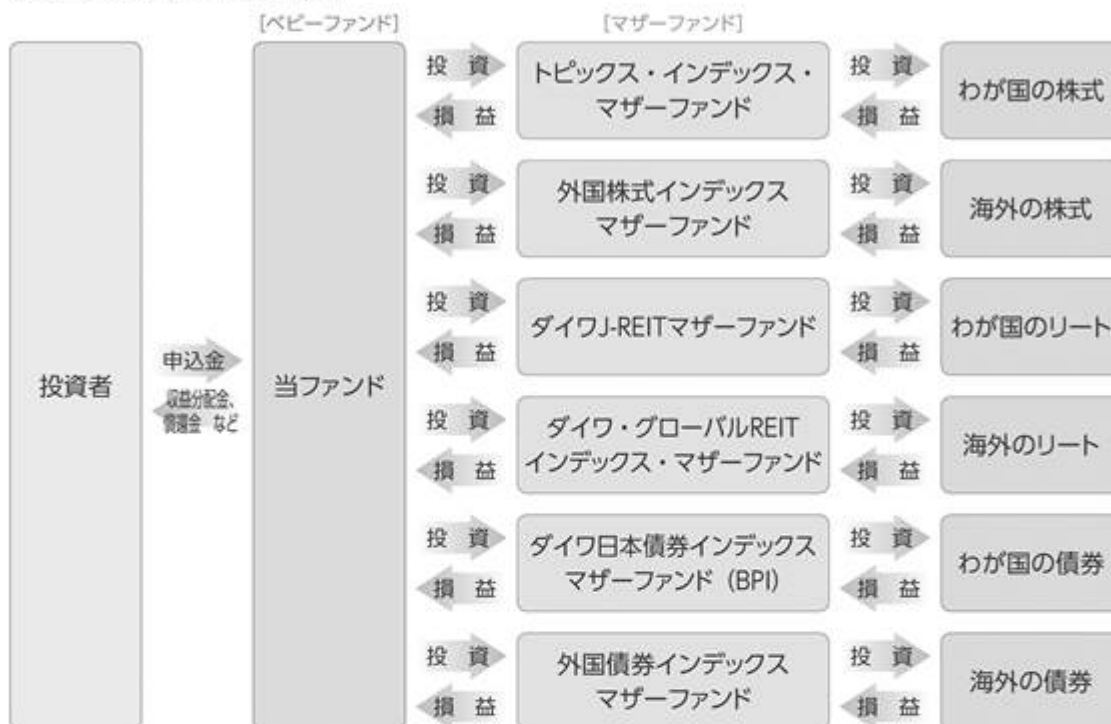 [ベビーファンド]
[マザーファンド]
投資者
申込金
収益分配金、
償還金 など
当ファンド
投 資
損 益
トピックス・インデックス・
マザーファンド
投 資
損 益
わが国の株式
投 資
損 益
外国株式インデックス
マザーファンド
投 資
損 益
海外の株式
投 資
損 益
ダイワJ-REITマザーファンド
投 資
損 益
わが国のリート
投 資
損 益
ダイワ・グローバルREIT
インデックス・マザーファンド
投 資
損 益
海外のリート
投 資
損 益
ダイワ日本債券インデックス
マザーファンド（BPI）
投 資
損 益
わが国の債券
投 資
損 益
外国債券インデックス
マザーファンド
投 資
損 益
海外の債券